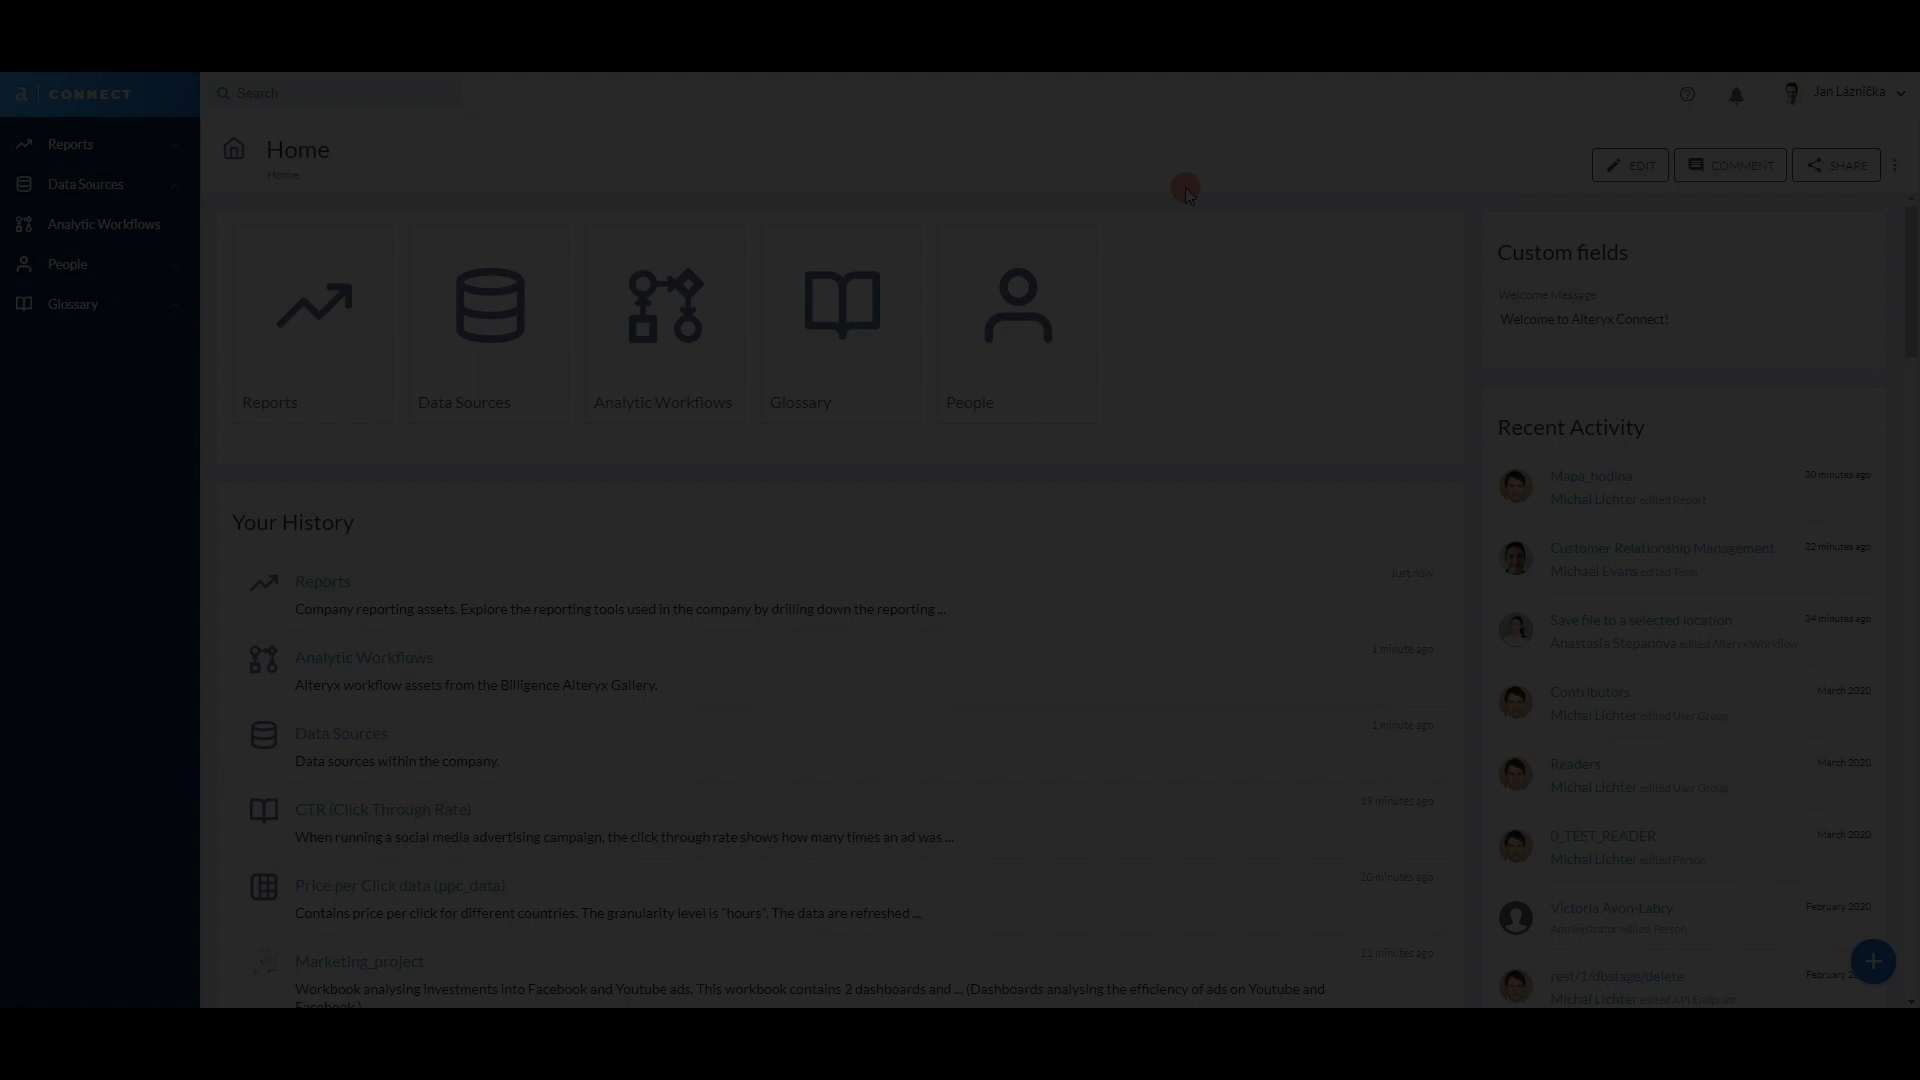 a CONNECT
Search
Jan Láznička
Reports
Data Sources
Analytic Workflows
People
Glossary
Home
Home
EDIT
COMMENT
SHARE
Reports
Data Sources
Analytic Workflows
Glossary
People
Your History
Reports
Just now
Company reporting assets. Explore the reporting tools used in the company by drilling down the reporting ...
Analytic Workflows
1 minute ago
Alteryx workflow assets from the Billigence Alteryx Gallery.
Data Sources
1 minute ago
Data sources within the company.
CTR (Click Through Rate)
19 minutes ago
When running a social media advertising campaign, the click through rate shows how many times an ad was ...
Price per Click data (ppc_data)
20 minutes ago
Contains price per click for different countries. The granularity level is "hours". The data are refreshed ...
Marketing_project
21 minutes ago
Workbook analysing investments into Facebook and Youtube ads. This workbook contains 2 dashboards and ... (Dashboards analysing the efficiency of ads on Youtube and
Facebook.)
Custom fields
Welcome Message
Welcome to Alteryx Connect!
Recent Activity
Mapa_hodina
30 minutes ago
Michal Lichter edited Report
Customer Relationship Management
32 minutes ago
Michael Evans edited Term
Save file to a selected location
34 minutes ago
Anastasia Stepanova edited Alteryx Workflow
Contributors
March 2020
Michal Lichter edited User Group
Readers
March 2020
Michal Lichter edited User Group
0_TEST_READER
March 2020
Michal Lichter edited Person
Victoria Avon-Labry
February 2020
Administrator edited Person
rest/1/dbstage/delete
February 2
Michal Lichter edited API Endpoint